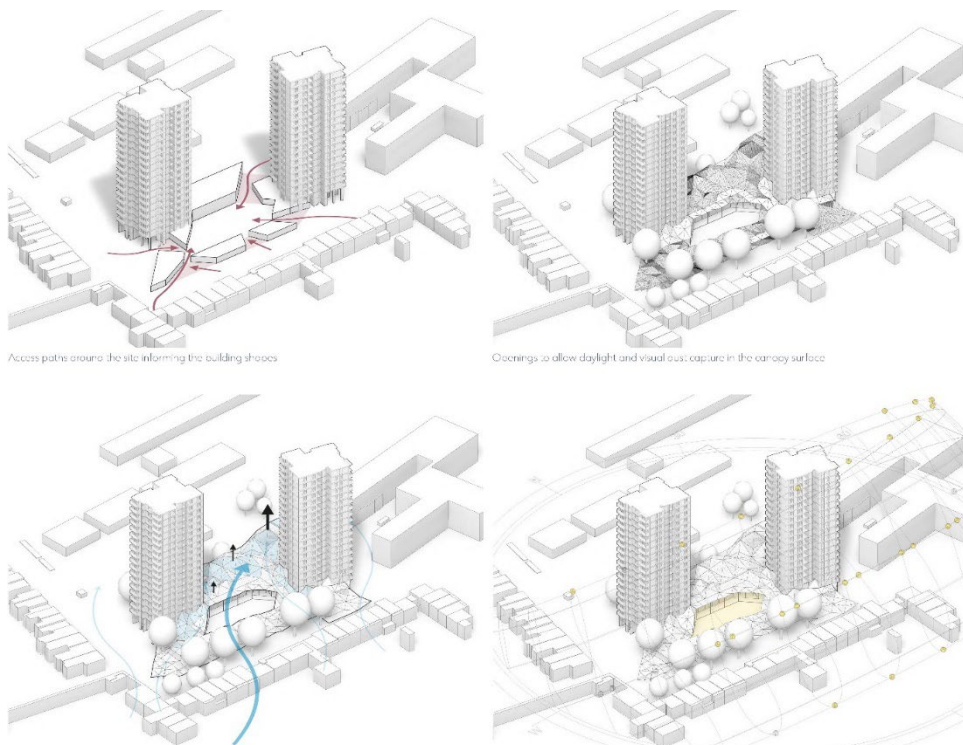 Access paths around the site informing the building shapes
Openings to allow daylight and visual dust capture in the canopy surface